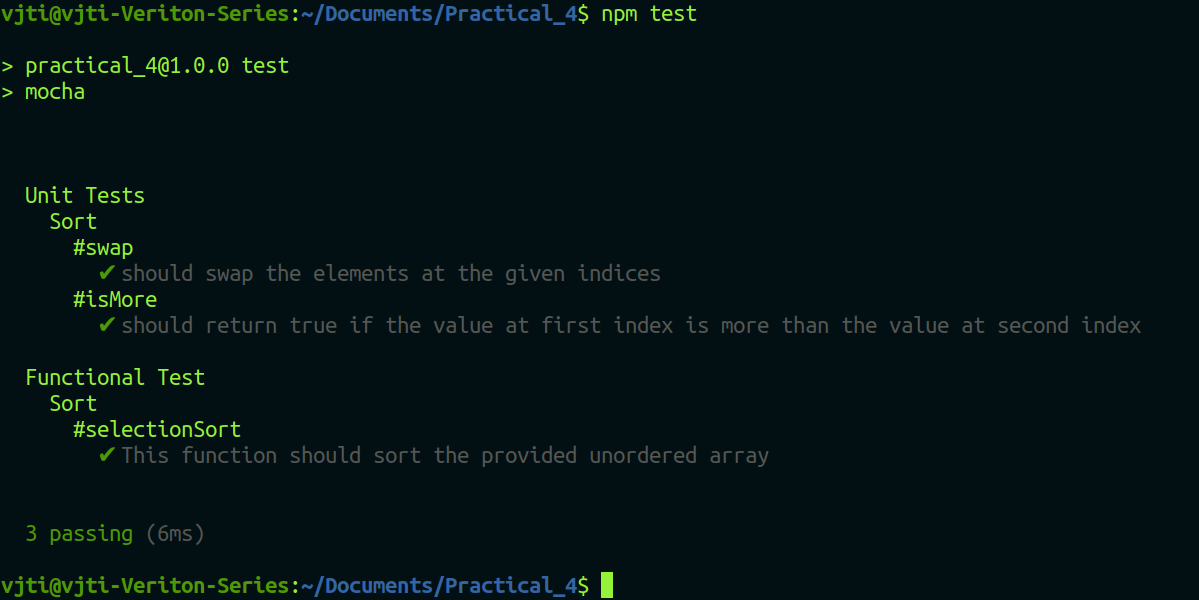 vjti@vjti-Veriton-Series:~/Documents/Practical_4$ npm test
> practical_4@1.0.0 test
> mocha
Unit Tests
Sort
#swap
✔ should swap the elements at the given indices
#isMore
✔ should return true if the value at first index is more than the value at second index
Functional Test
Sort
#selectionSort
✔ This function should sort the provided unordered array
3 passing (6ms)
vjti@vjti-Veriton-Series:~/Documents/Practical_4$